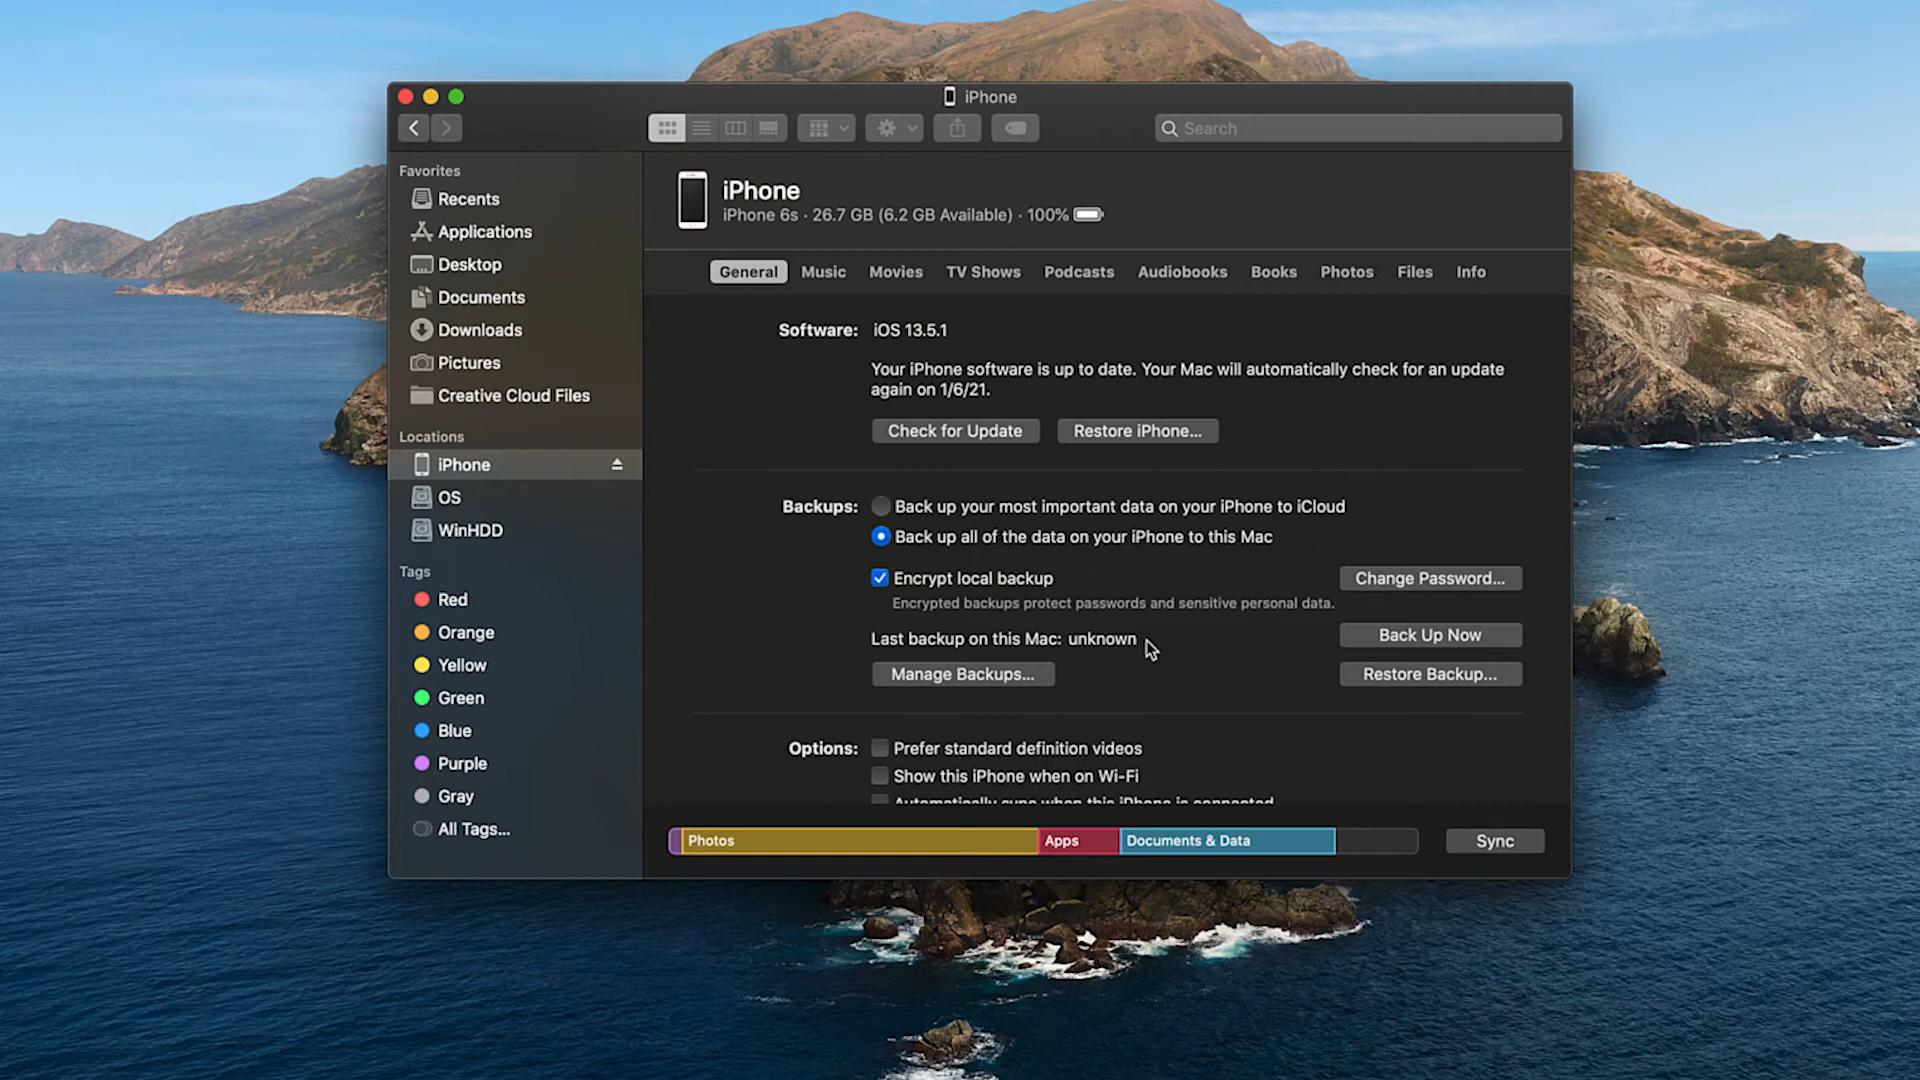 iPhone
Search
Favorites
Recents
Applications
Desktop
Documents
Downloads
Pictures
Creative Cloud Files
Locations
iPhone
OS
WinHDD
Tags
Red
Orange
Yellow
Green
Blue
Purple
Gray
All Tags...
iPhone
iPhone 6s · 26.7 GB (6.2 GB Available) · 100%
General Music Movies TV Shows Podcasts Audiobooks Books Photos Files Info
Software: iOS 13.5.1
Your iPhone software is up to date. Your Mac will automatically check for an update
again on 1/6/21.
Check for Update Restore iPhone...
Backups: Back up your most important data on your iPhone to iCloud
Back up all of the data on your iPhone to this Mac
Encrypt local backup Change Password...
Encrypted backups protect passwords and sensitive personal data.
Last backup on this Mac: unknown Back Up Now
Manage Backups... Restore Backup...
Options: Prefer standard definition videos
Show this iPhone when on Wi-Fi
Automatically sync when this iPhone is connected
Photos Apps Documents & Data Sync